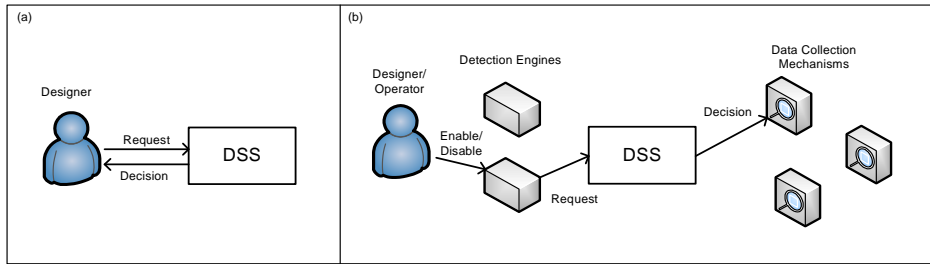 (a)
Designer
Request
Decision
DSS
(b)
Designer/
Operator
Detection Engines
Enable/
Disable
Request
DSS
Decision
Data Collection
Mechanisms